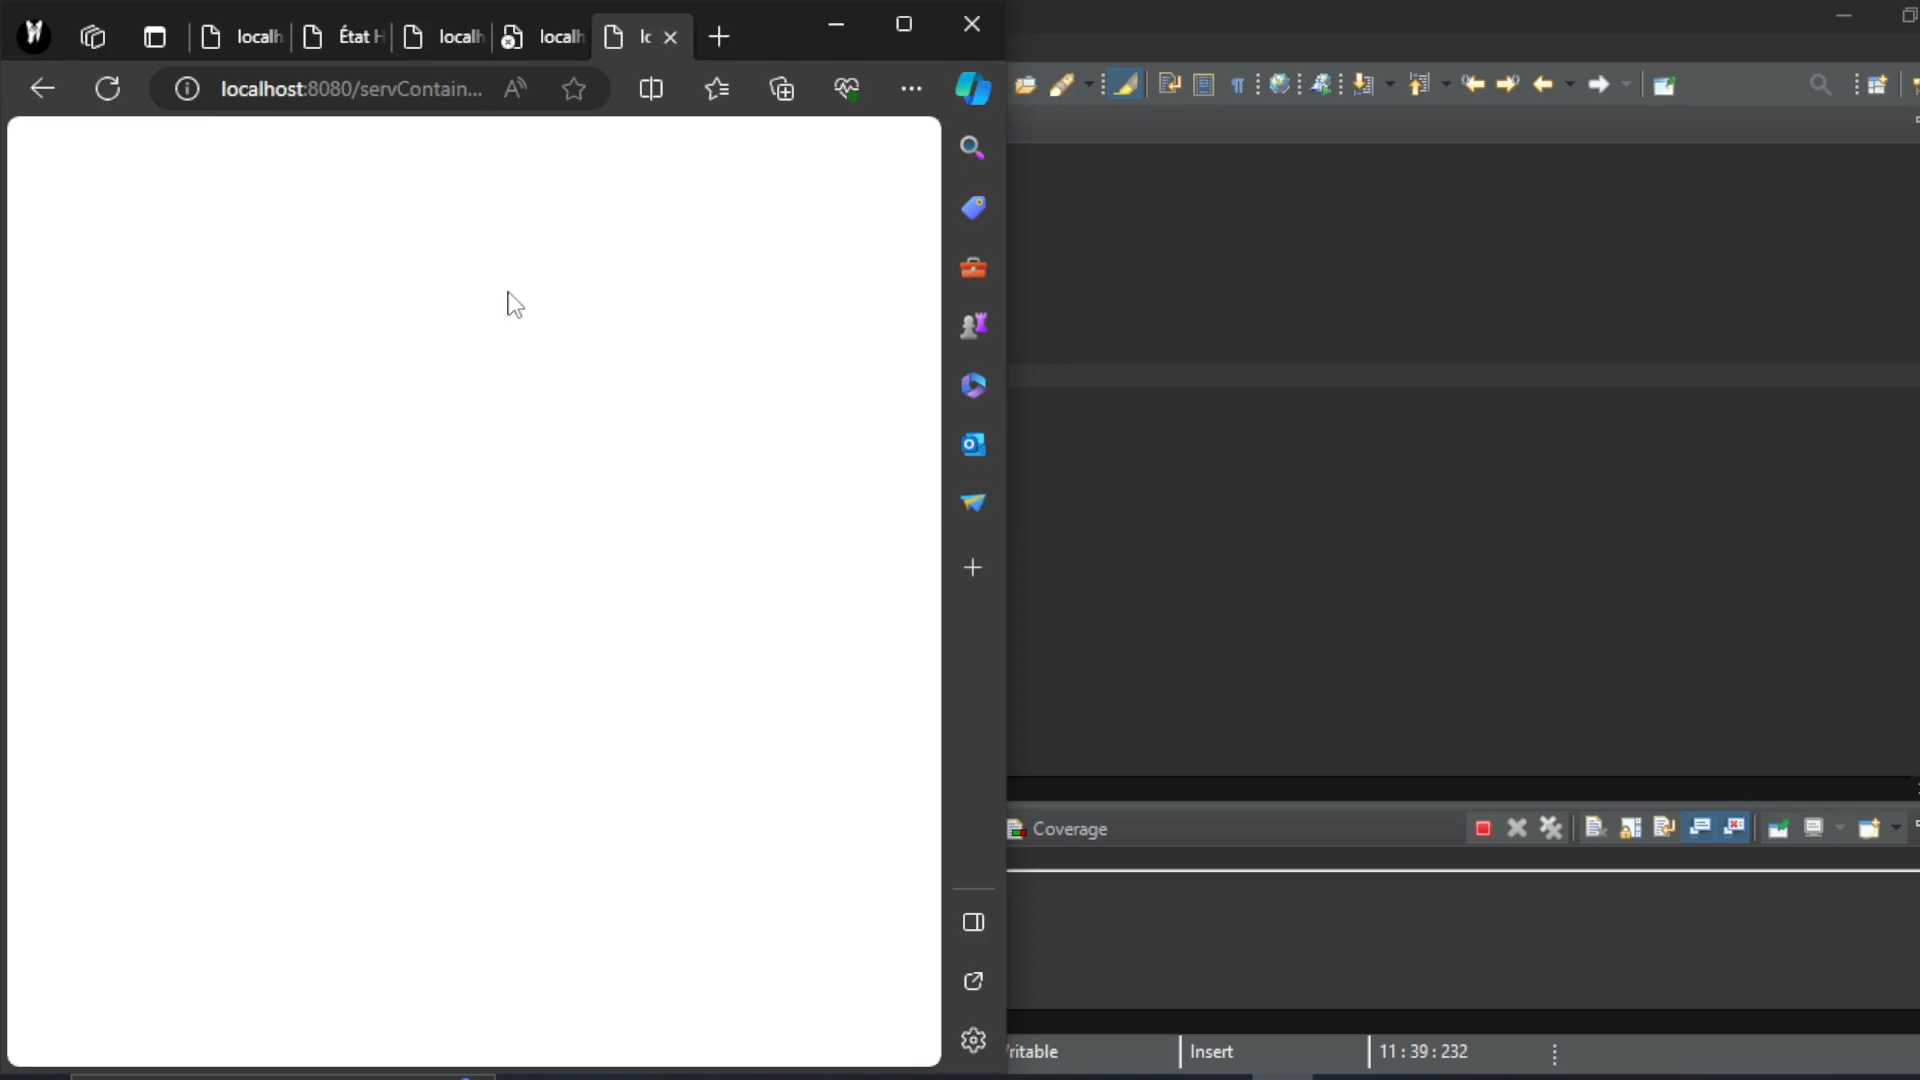 localh
État H
localh
localh
lc
localhost:8080/servContain...
Coverage
ritable
Insert
11 : 39 : 232